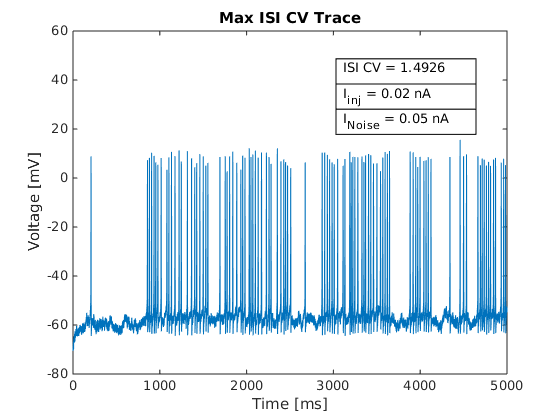 Max ISI CV Trace
60
40
20
0
-20
-40
-60
-80
Voltage [mV]
ISI CV = 1.4926
I_inj = 0.02 nA
I_Noise = 0.05 nA
0 1000 2000 3000 4000 5000
Time [ms]